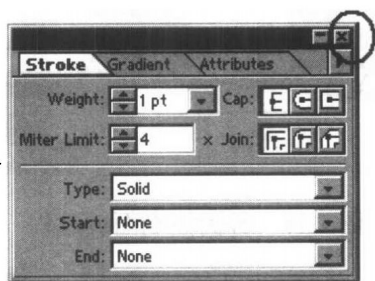 Stroke Gradient Attributes
Weight: 1 pt Cap:
Miter Limit: 4 x Join:
Type: Solid
Start: None
End: None